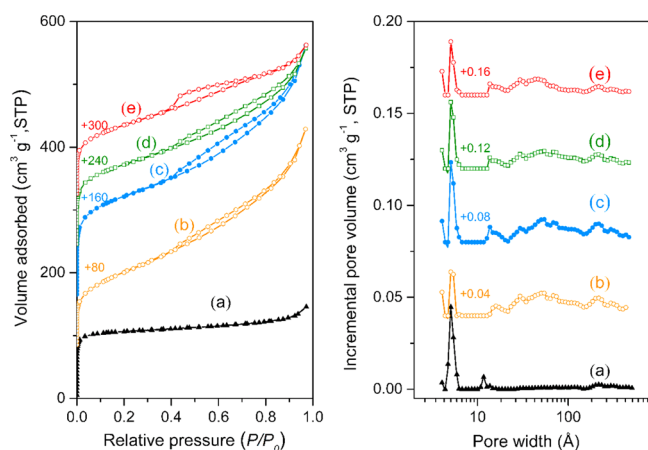 600
400
200
0
Volume adsorbed (cm³ g⁻¹, STP)
+300
+240
+160
+80
(e)
(d)
(c)
(b)
(a)
0.0 0.2 0.4 0.6 0.8 1.0
Relative pressure (P/P₀)
0.20
0.15
0.10
0.05
0.00
Incremental pore volume (cm³ g⁻¹, STP)
+0.16
(e)
+0.12
(d)
+0.08
(c)
+0.04
(b)
(a)
10 100
Pore width (Å)